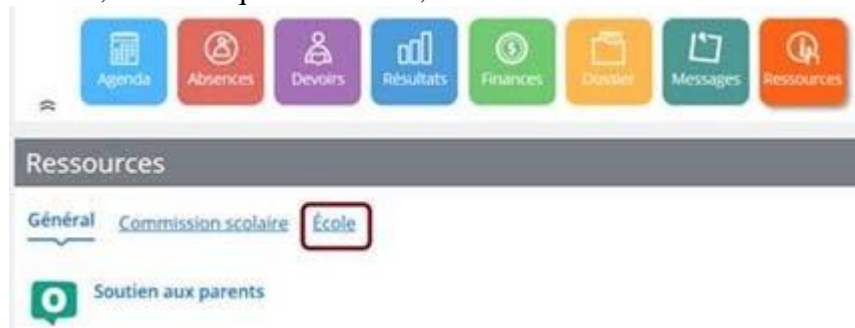 Agenda Absences Devoirs Résultats Finances Dossier Messages Ressources
Ressources
Général Commission scolaire École
Soutien aux parents